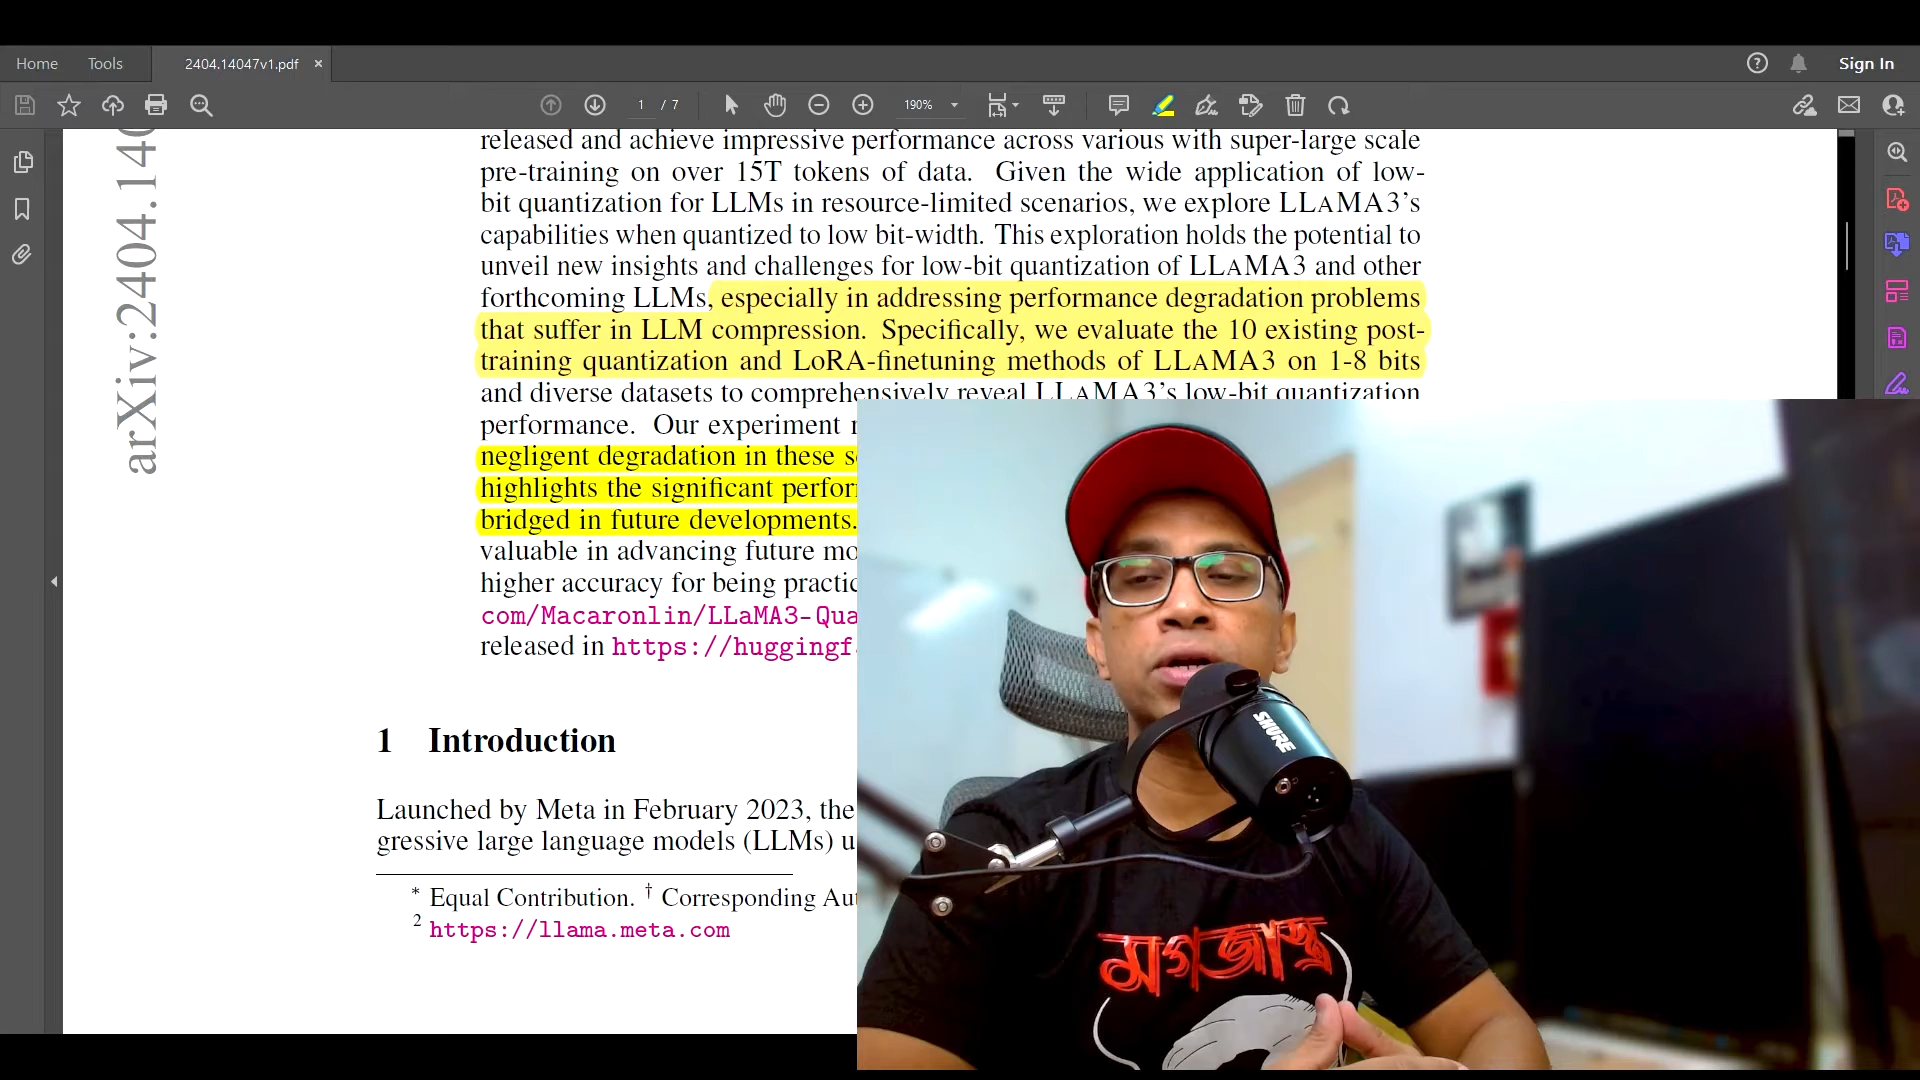 Home
Tools
2404.14047v1.pdf
Sign In
1 / 7
190%
arXiv:2404.140
released and achieve impressive performance across various with super-large scale
pre-training on over 15T tokens of data. Given the wide application of low-
bit quantization for LLMs in resource-limited scenarios, we explore LLAMA3's
capabilities when quantized to low bit-width. This exploration holds the potential to
unveil new insights and challenges for low-bit quantization of LLAMA3 and other
forthcoming LLMs, especially in addressing performance degradation problems
that suffer in LLM compression. Specifically, we evaluate the 10 existing post-
training quantization and LoRA-finetuning methods of LLAMA3 on 1-8 bits
and diverse datasets to comprehensively reveal LLAMA3's low-bit quantization
performance. Our experiment
negligent degradation in these
highlights the significant perfor
bridged in future developments.
valuable in advancing future mo
higher accuracy for being practic
com/Macaronlin/LLaMA3-Qua
released in https://huggingf
1 Introduction
Launched by Meta in February 2023, the
gressive large language models (LLMs) u
* Equal Contribution. † Corresponding Au
2 https://llama.meta.com
SHURE
মগজাস্ত্র